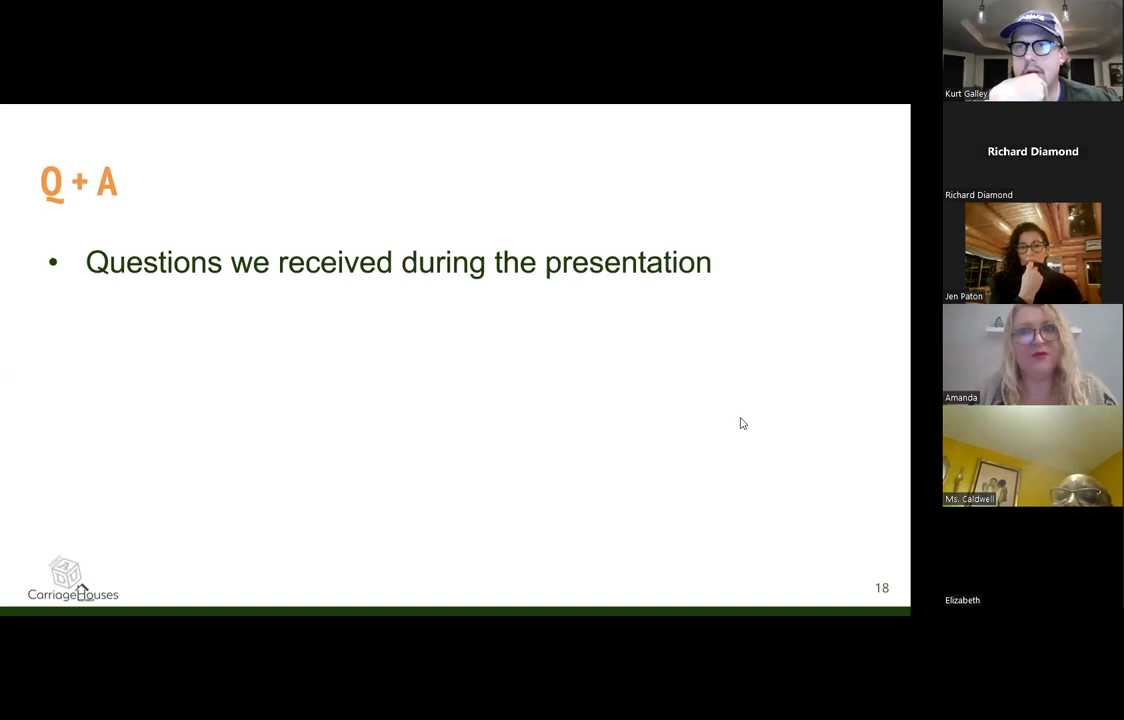 Q + A
• Questions we received during the presentation
CarriageHouses
18
Kurt Galley
Richard Diamond
Richard Diamond
Jen Paton
Amanda
Ms. Caldwell
Elizabeth